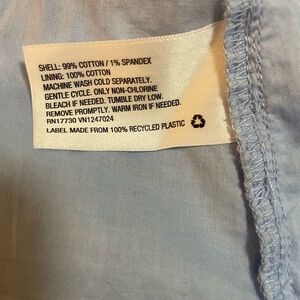 SHELL: 99% COTTON / 1% SPANDEX
LINING: 100% COTTON
MACHINE WASH COLD SEPARATELY.
GENTLE CYCLE. ONLY NON-CHLORINE
BLEACH IF NEEDED. TUMBLE DRY LOW.
REMOVE PROMPTLY. WARM IRON IF NEEDED.
RN17730 VN1247024
LABEL MADE FROM 100% RECYCLED PLASTIC